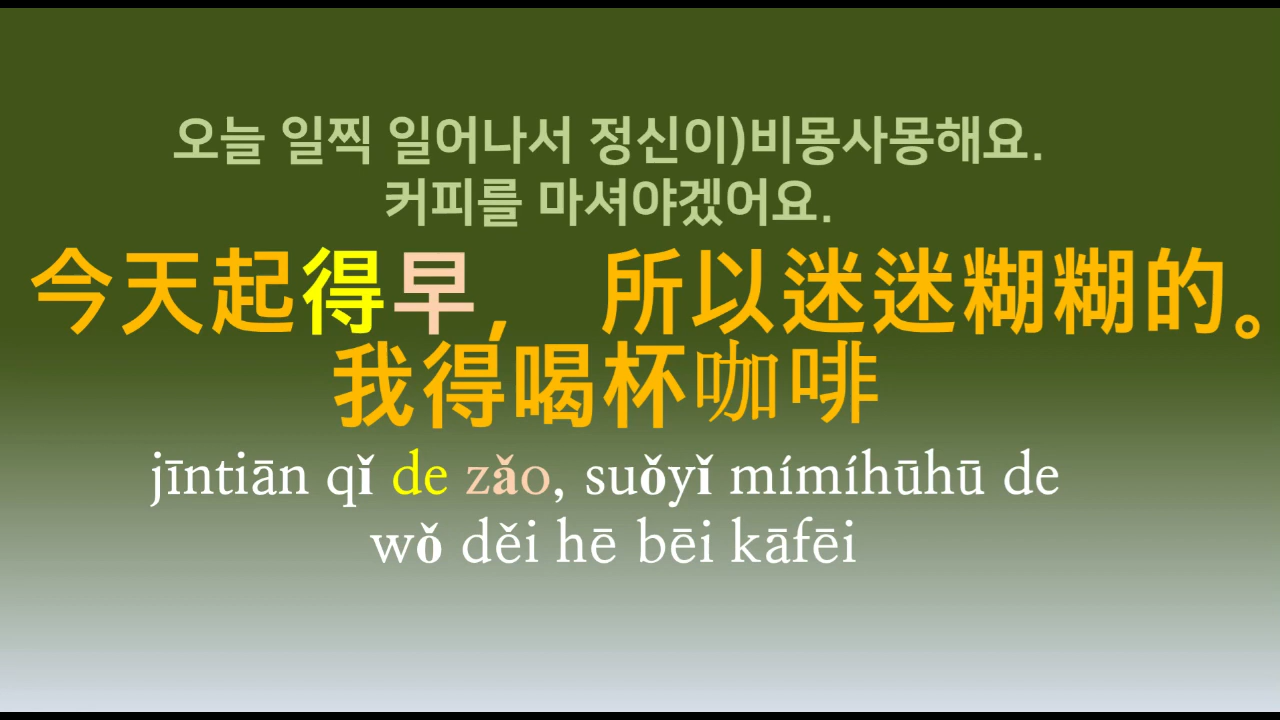 오늘 일찍 일어나서 정신이)비몽사몽해요.
커피를 마셔야겠어요.
今天起得早, 所以迷迷糊糊的。
我得喝杯咖啡
jīntiān qǐ de zǎo, suǒyǐ mímíhūhū de
wǒ děi hē bēi kāfēi